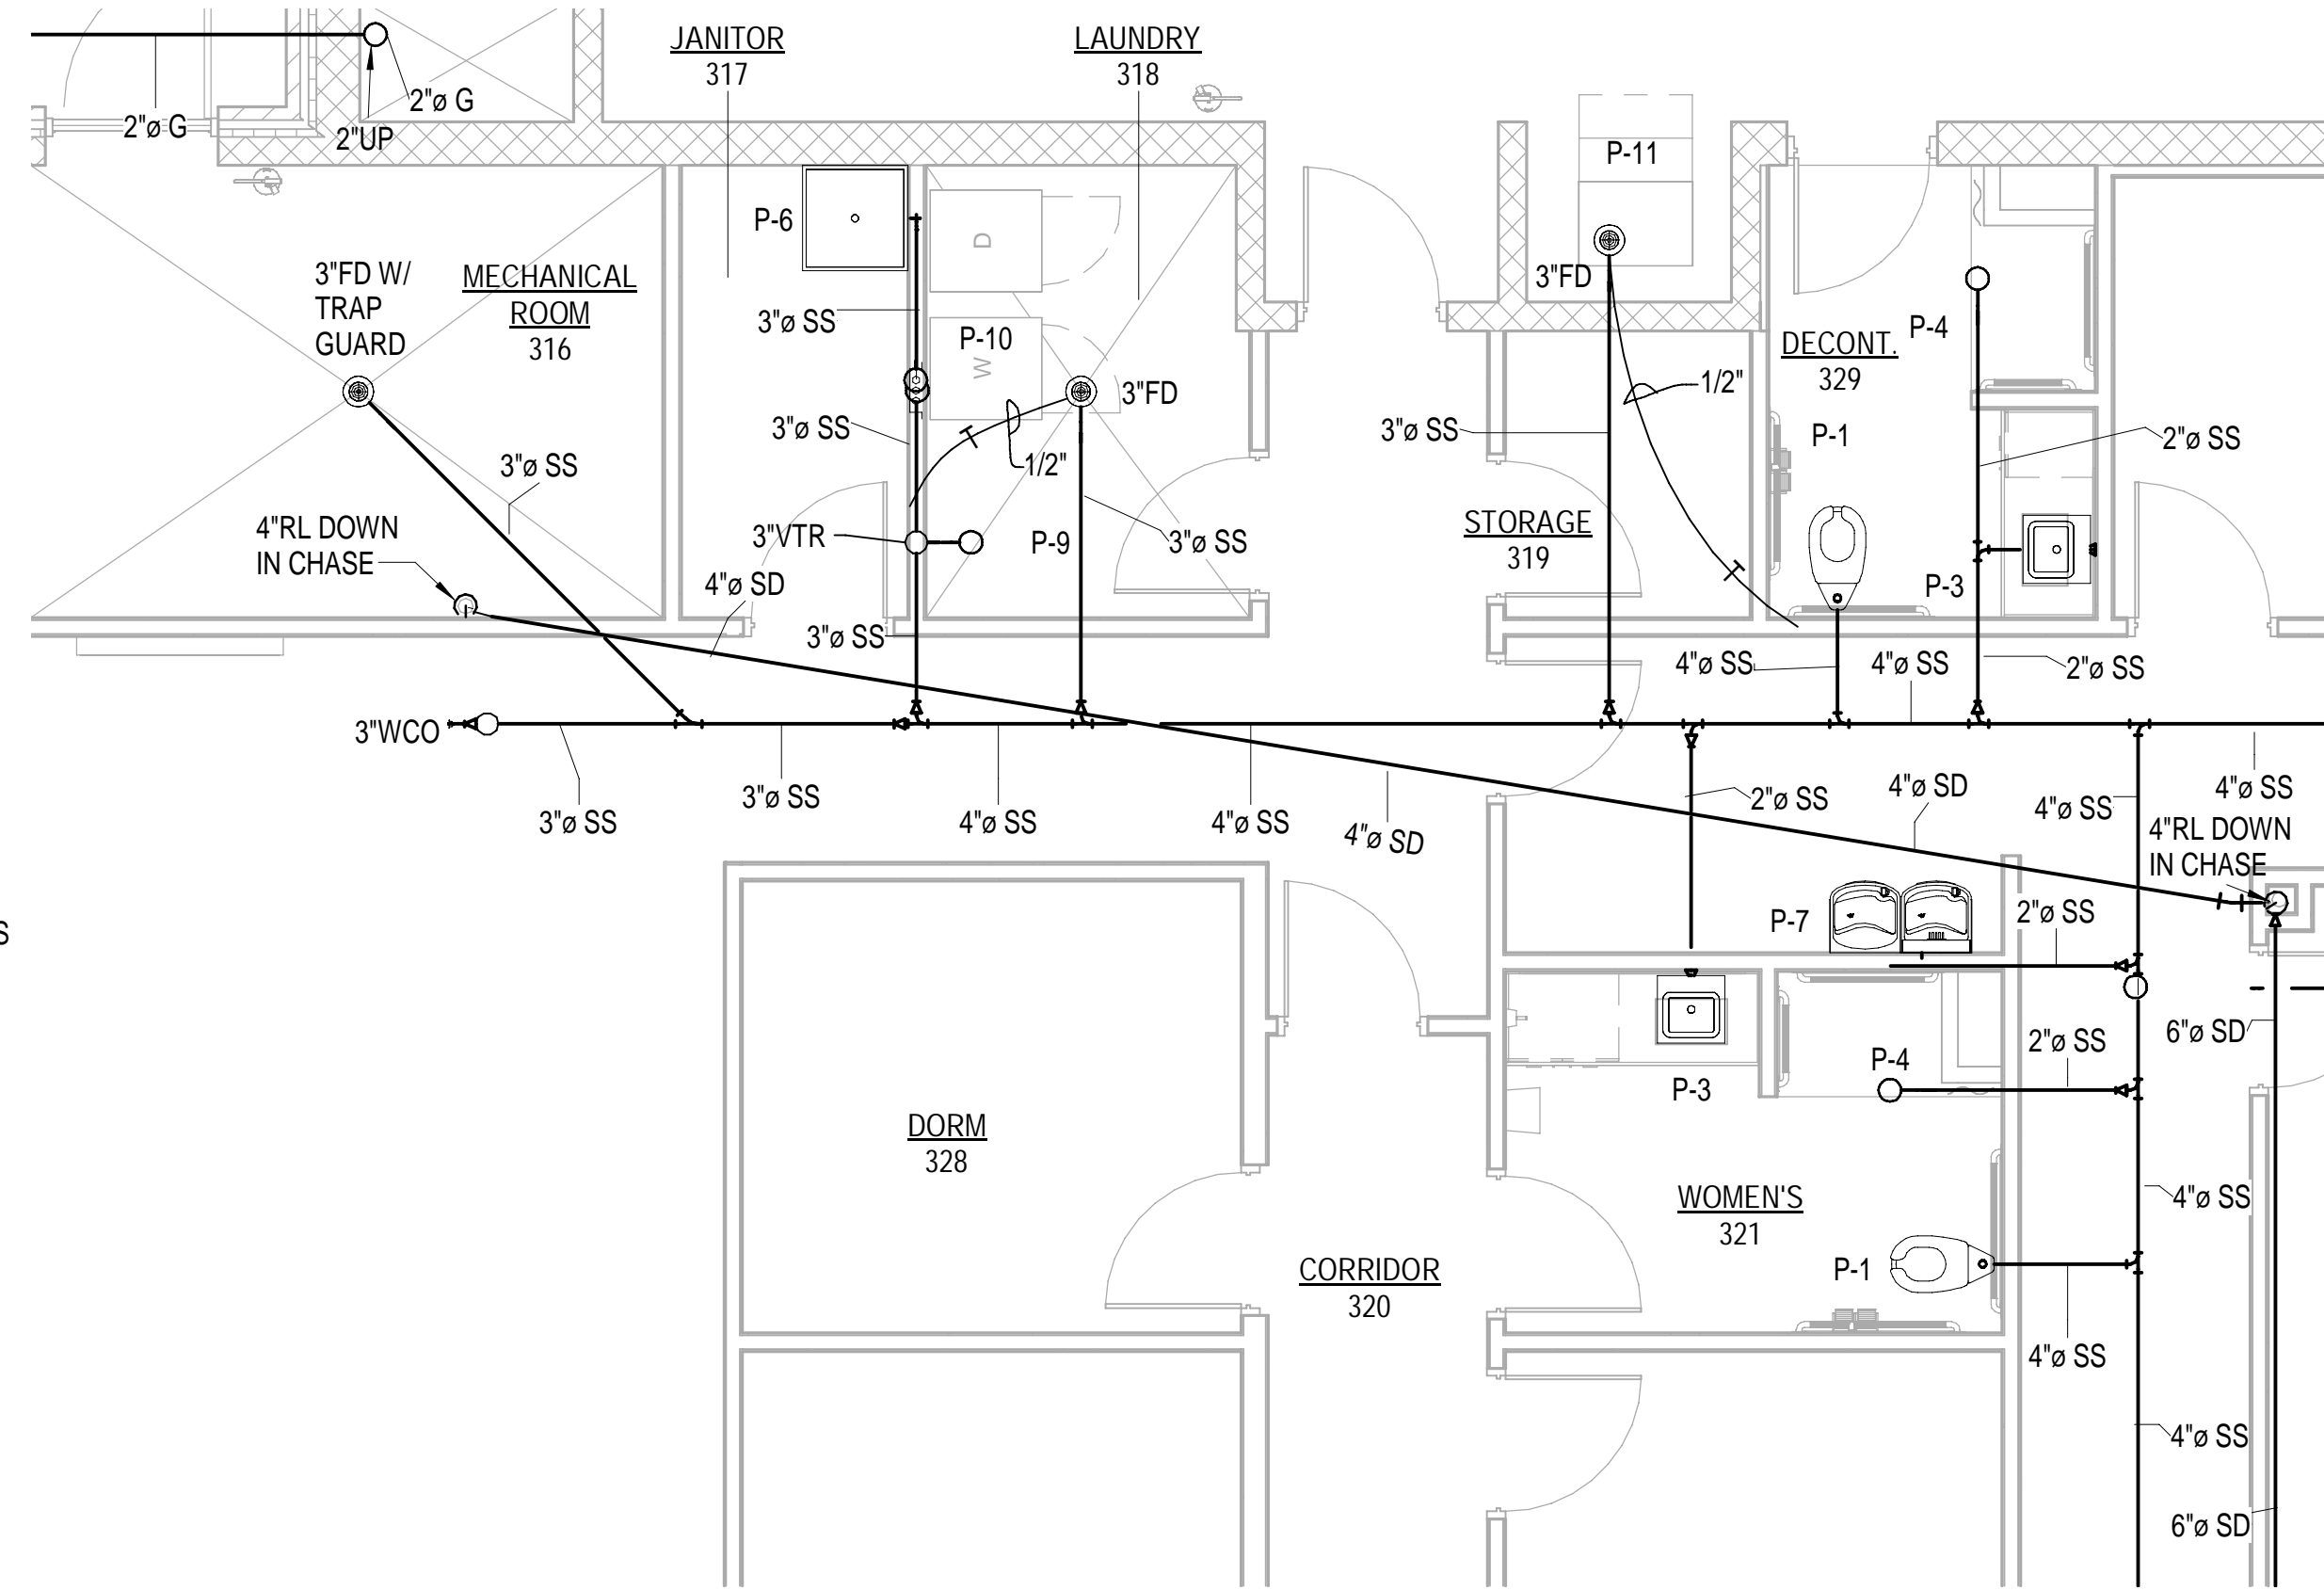 JANITOR
317
LAUNDRY
318
2"ø G
2"ø G
2"UP
P-11
P-6
3"FD W/
TRAP
GUARD
MECHANICAL
ROOM
316
3"ø SS
D
P-10
W
3"FD
3"FD
P-4
DECONT.
329
1/2"
3"ø SS
3"ø SS
P-1
2"ø SS
3"ø SS
1/2"
4"RL DOWN
IN CHASE
3"VTR
P-9
3"ø SS
STORAGE
319
4"ø SD
P-3
3"ø SS
4"ø SS
4"ø SS
2"ø SS
3"WCO
3"ø SS
3"ø SS
4"ø SS
4"ø SS
4"ø SD
2"ø SS
4"ø SD
4"ø SS
4"ø SS
4"RL DOWN
IN CHASE
P-7
2"ø SS
S
6"ø SD
2"ø SS
P-4
P-3
DORM
328
WOMEN'S
321
4"ø SS
CORRIDOR
320
P-1
4"ø SS
4"ø SS
6"ø SD